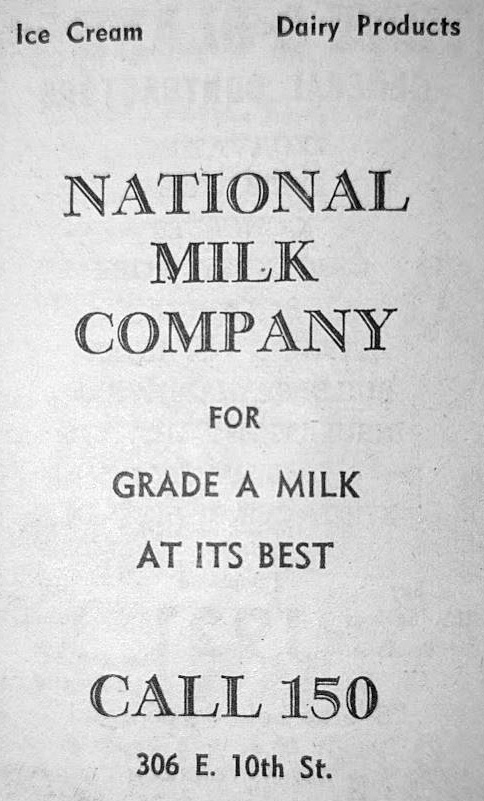 Ice Cream Dairy Products
NATIONAL
MILK
COMPANY
FOR
GRADE A MILK
AT ITS BEST
CALL 150
306 E. 10th St.